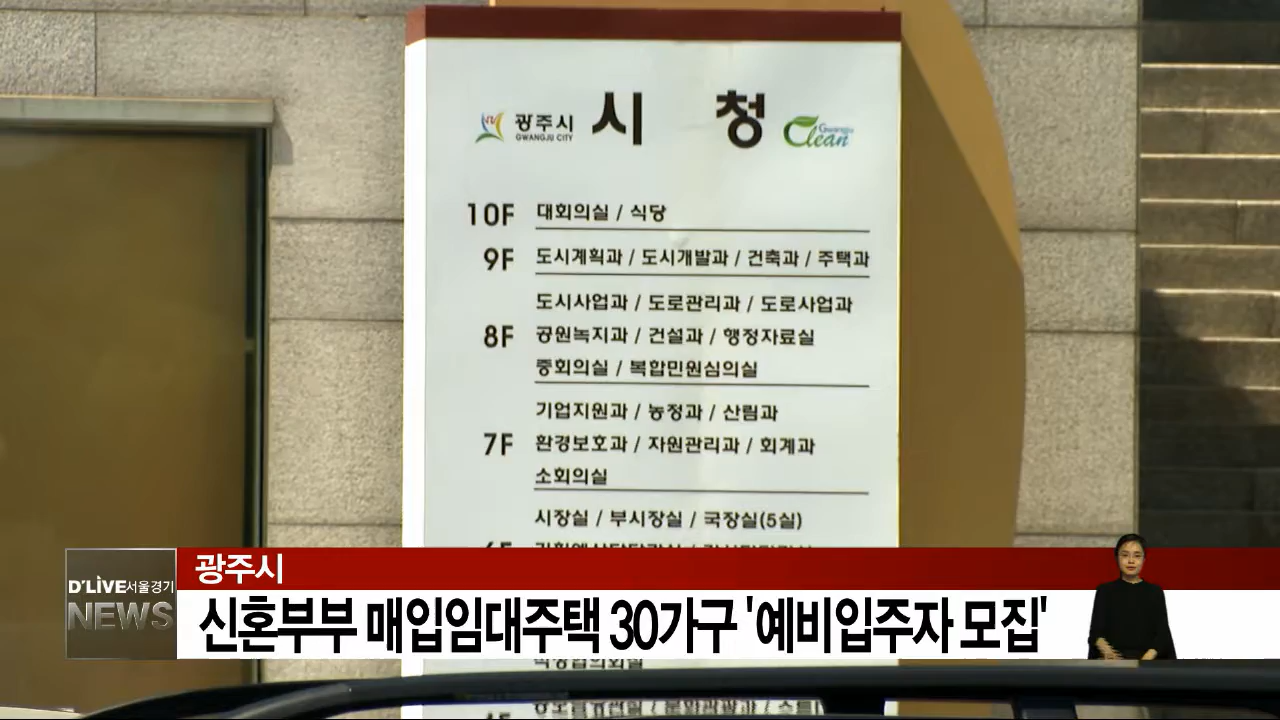 광주시 시 청 Gwangju Clean
GWANGJU CITY
10F 대회의실 / 식당
9F 도시계획과 / 도시개발과 / 건축과 / 주택과
도시사업과 / 도로관리과 / 도로사업과
8F 공원녹지과 / 건설과 / 행정자료실
중회의실 / 복합민원심의실
기업지원과 / 농정과 / 산림과
7F 환경보호과 / 자원관리과 / 회계과
소회의실
시장실 / 부시장실 / 국장실(5실)
D'LIVE서울경기
NEWS
광주시
신혼부부 매입임대주택 30가구 '예비입주자 모집'